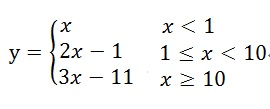 x x < 1
y = { 2x − 1 1 ≤ x < 10
3x − 11 x ≥ 10